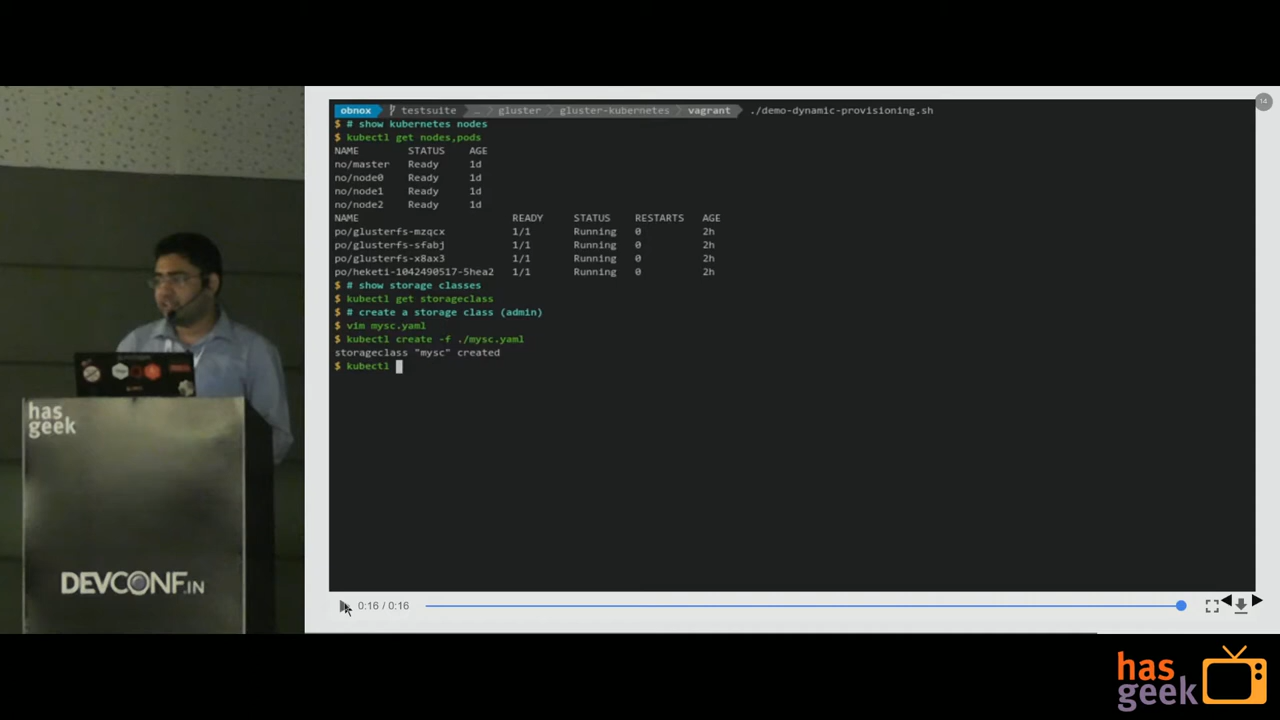 14
obnox testsuite … gluster gluster-kubernetes vagrant ./demo-dynamic-provisioning.sh
$ # show kubernetes nodes
$ kubectl get nodes,pods
NAME STATUS AGE
no/master Ready 1d
no/node0 Ready 1d
no/node1 Ready 1d
no/node2 Ready 1d
NAME READY STATUS RESTARTS AGE
po/glusterfs-mzqcx 1/1 Running 0 2h
po/glusterfs-sfabj 1/1 Running 0 2h
po/glusterfs-x8ax3 1/1 Running 0 2h
po/heketi-1042490517-5hea2 1/1 Running 0 2h
$ # show storage classes
$ kubectl get storageclass
$ # create a storage class (admin)
$ vim mysc.yaml
$ kubectl create -f ./mysc.yaml
storageclass "mysc" created
$ kubectl
0:16 / 0:16
has
geek
DEVCONF.IN
has
geek